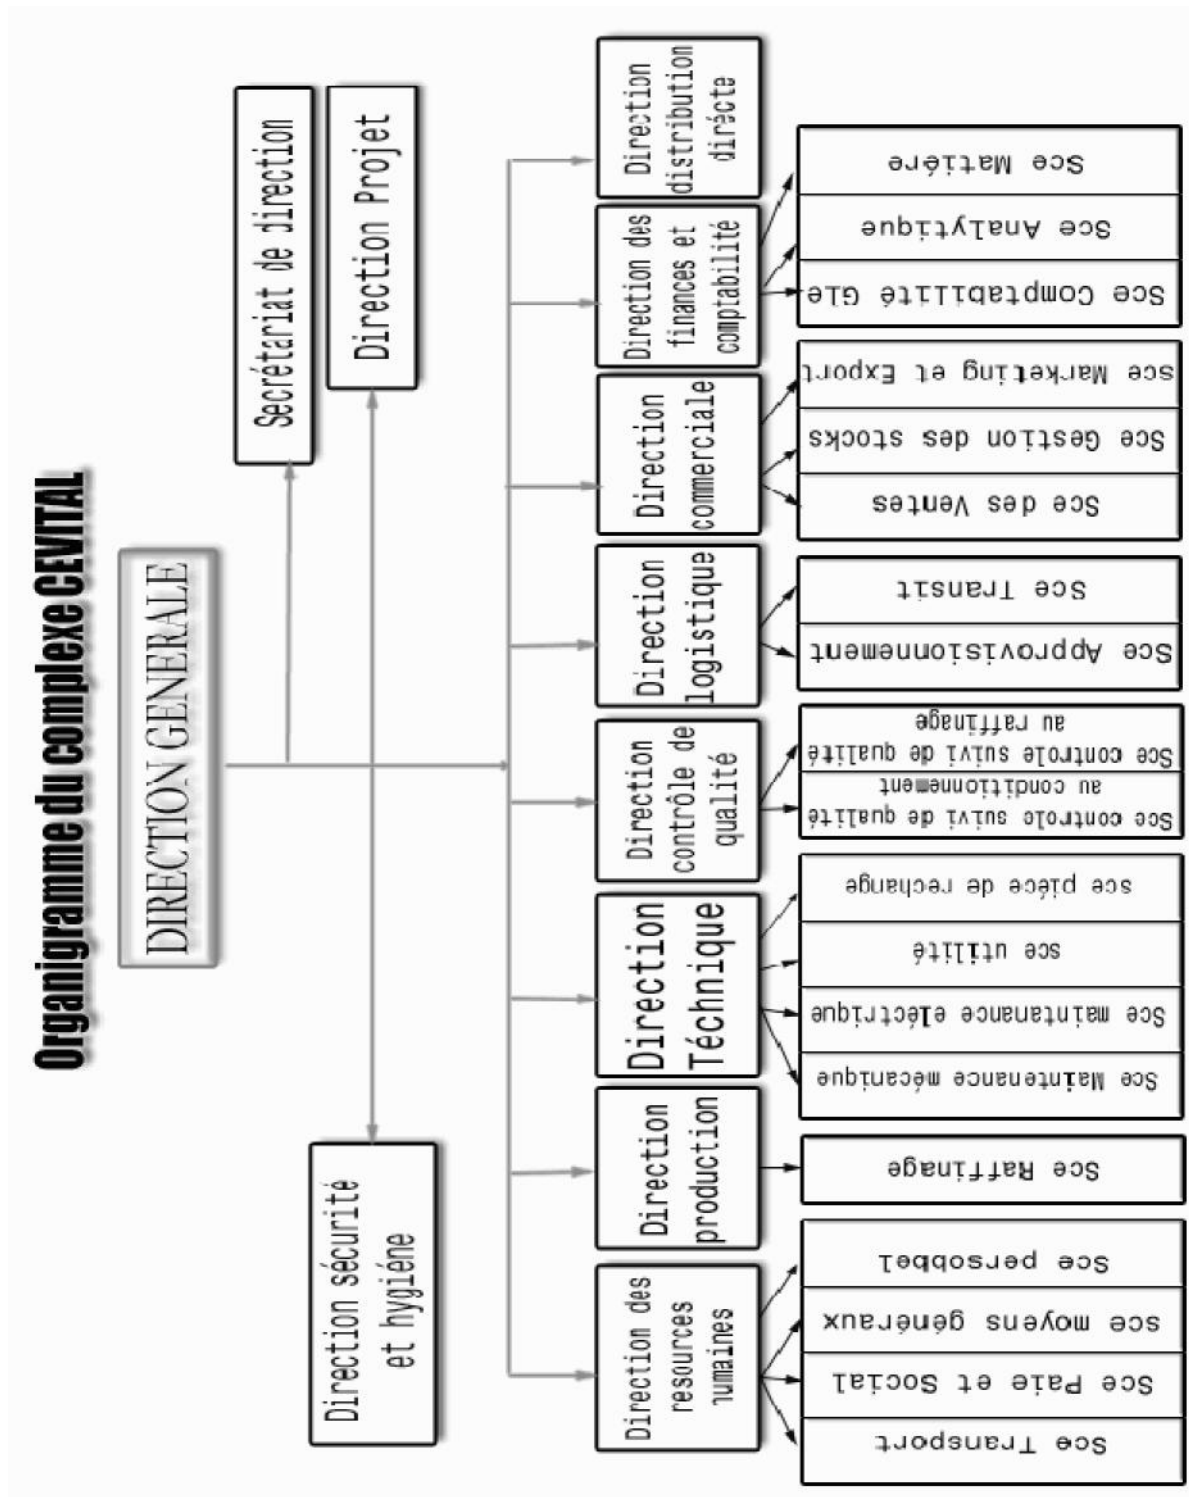 Organigramme du complexe CEVITAL
DIRECTION GENERALE
Secrétariat de direction
Direction Projet
Direction sécurité
et hygiéne
Direction des
resources
humaines
Direction
production
Direction
Téchnique
Direction
contrôle de
qualité
Direction
logistique
Direction
commerciale
Direction des
finances et
comptabilité
Direction
distribution
dirécte
Sce Transport
Sce Paie et Social
sce moyens généraux
Sce persobbel
Sce Raffinage
Sce Maintenance mécanique
Sce maintanance eléctrique
sce utilité
sce piéce de rechange
Sce controle suivi de qualité
au conditionnement
Sce controle suivi de qualité
au raffinage
Sce Approvisionnement
Sce Transit
Sce des Ventes
Sce Gestion des stocks
sce Marketing et Export
Sce Comptabilité Gle
Sce Analytique
Sce Matiére